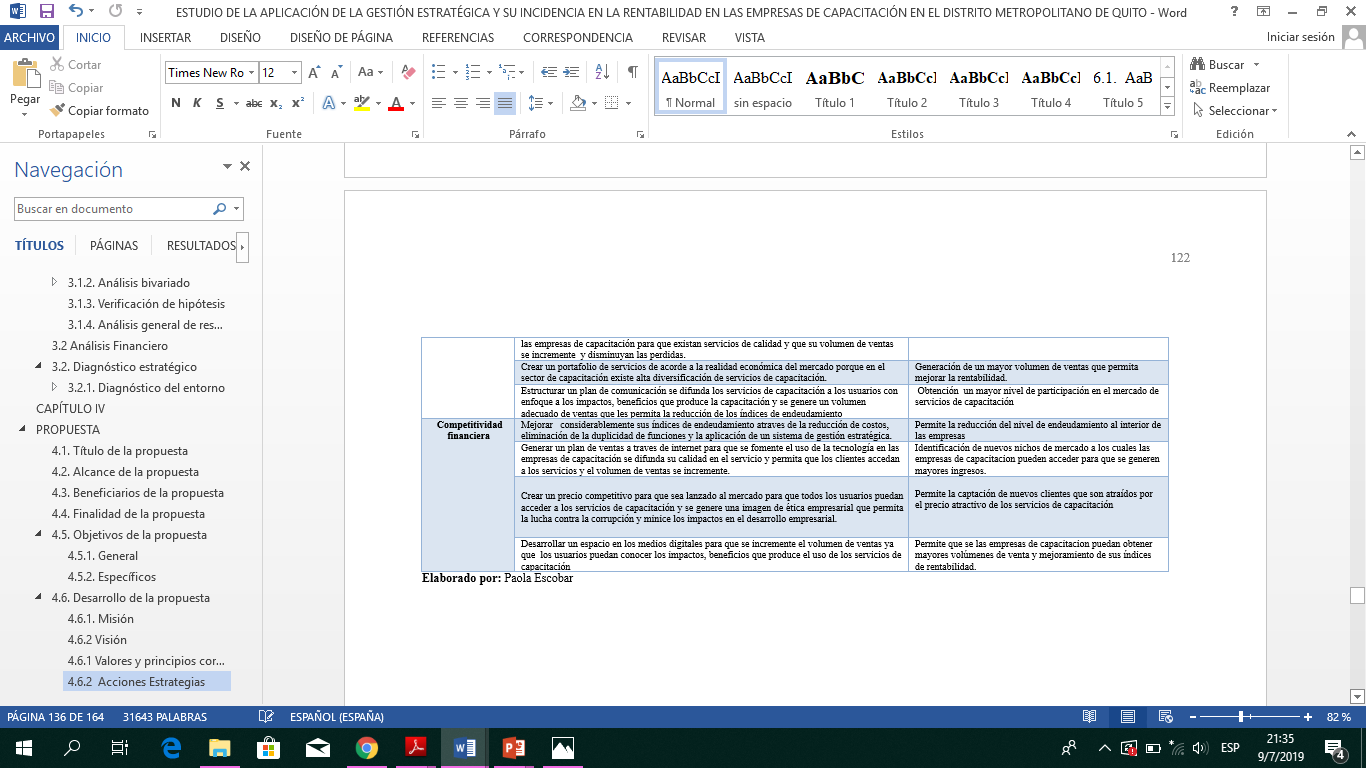 ESTUDIO DE LA APLICACIÓN DE LA GESTIÓN ESTRATÉGICA Y SU INCIDENCIA EN LA RENTABILIDAD EN LAS EMPRESAS DE CAPACITACIÓN EN EL DISTRITO METROPOLITANO DE QUITO - Word
ARCHIVO INICIO INSERTAR DISEÑO DISEÑO DE PÁGINA REFERENCIAS CORRESPONDENCIA REVISAR VISTA Iniciar sesión
Pegar
Cortar
Copiar
Copiar formato
Portapapeles
Times New Ro 12
N K S abc x₂ x²
Fuente
Párrafo
AaBbCcI AaBbCcI AaBbC AaBbCcl AaBbCcl AaBbCcl 6.1. AaB
¶ Normal sin espacio Título 1 Título 2 Título 3 Título 4 Título 5
Estilos
Buscar
Reemplazar
Seleccionar
Edición
Navegación
Buscar en documento
TÍTULOS PÁGINAS RESULTADOS
3.1.2. Análisis bivariado
3.1.3. Verificación de hipótesis
3.1.4. Análisis general de res...
3.2 Análisis Financiero
3.2. Diagnóstico estratégico
3.2.1. Diagnóstico del entorno
CAPÍTULO IV
PROPUESTA
4.1. Título de la propuesta
4.2. Alcance de la propuesta
4.3. Beneficiarios de la propuesta
4.4. Finalidad de la propuesta
4.5. Objetivos de la propuesta
4.5.1. General
4.5.2. Específicos
4.6. Desarrollo de la propuesta
4.6.1. Misión
4.6.2 Visión
4.6.1 Valores y principios cor...
4.6.2 Acciones Estrategias
122
las empresas de capacitación para que existan servicios de calidad y que su volumen de ventas
se incremente y disminuyan las perdidas.
Crear un portafolio de servicios de acorde a la realidad económica del mercado porque en el
sector de capacitación existe alta diversificación de servicios de capacitación.
Generación de un mayor volumen de ventas que permita
mejorar la rentabilidad.
Estructurar un plan de comunicación se difunda los servicios de capacitación a los usuarios con
enfoque a los impactos, beneficios que produce la capacitación y se genere un volumen
adecuado de ventas que les permita la reducción de los índices de endeudamiento
Obtención un mayor nivel de participación en el mercado de
servicios de capacitación
Competitividad
financiera
Mejorar considerablemente sus índices de endeudamiento atraves de la reducción de costos,
eliminación de la duplicidad de funciones y la aplicación de un sistema de gestión estratégica.
Permite la reducción del nivel de endeudamiento al interior de
las empresas
Generar un plan de ventas a traves de internet para que se fomente el uso de la tecnología en las
empresas de capacitación se difunda su calidad en el servicio y permita que los clientes accedan
a los servicios y el volumen de ventas se incremente.
Identificación de nuevos nichos de mercado a los cuales las
empresas de capacitacion pueden acceder para que se generen
mayores ingresos.
Crear un precio competitivo para que sea lanzado al mercado para que todos los usuarios puedan
acceder a los servicios de capacitación y se genere una imagen de ética empresarial que permita
la lucha contra la corrupción y minice los impactos en el desarrollo empresarial.
Permite la captación de nuevos clientes que son atraídos por
el precio atractivo de los servicios de capacitación
Desarrollar un espacio en los medios digitales para que se incremente el volumen de ventas ya
que los usuarios puedan conocer los impactos, beneficios que produce el uso de los servicios de
capacitación
Permite que se las empresas de capacitacion puedan obtener
mayores volúmenes de venta y mejoramiento de sus índices
de rentabilidad.
Elaborado por: Paola Escobar
PÁGINA 136 DE 164 31643 PALABRAS ESPAÑOL (ESPAÑA) 82 %
ESP
21:35
9/7/2019
4